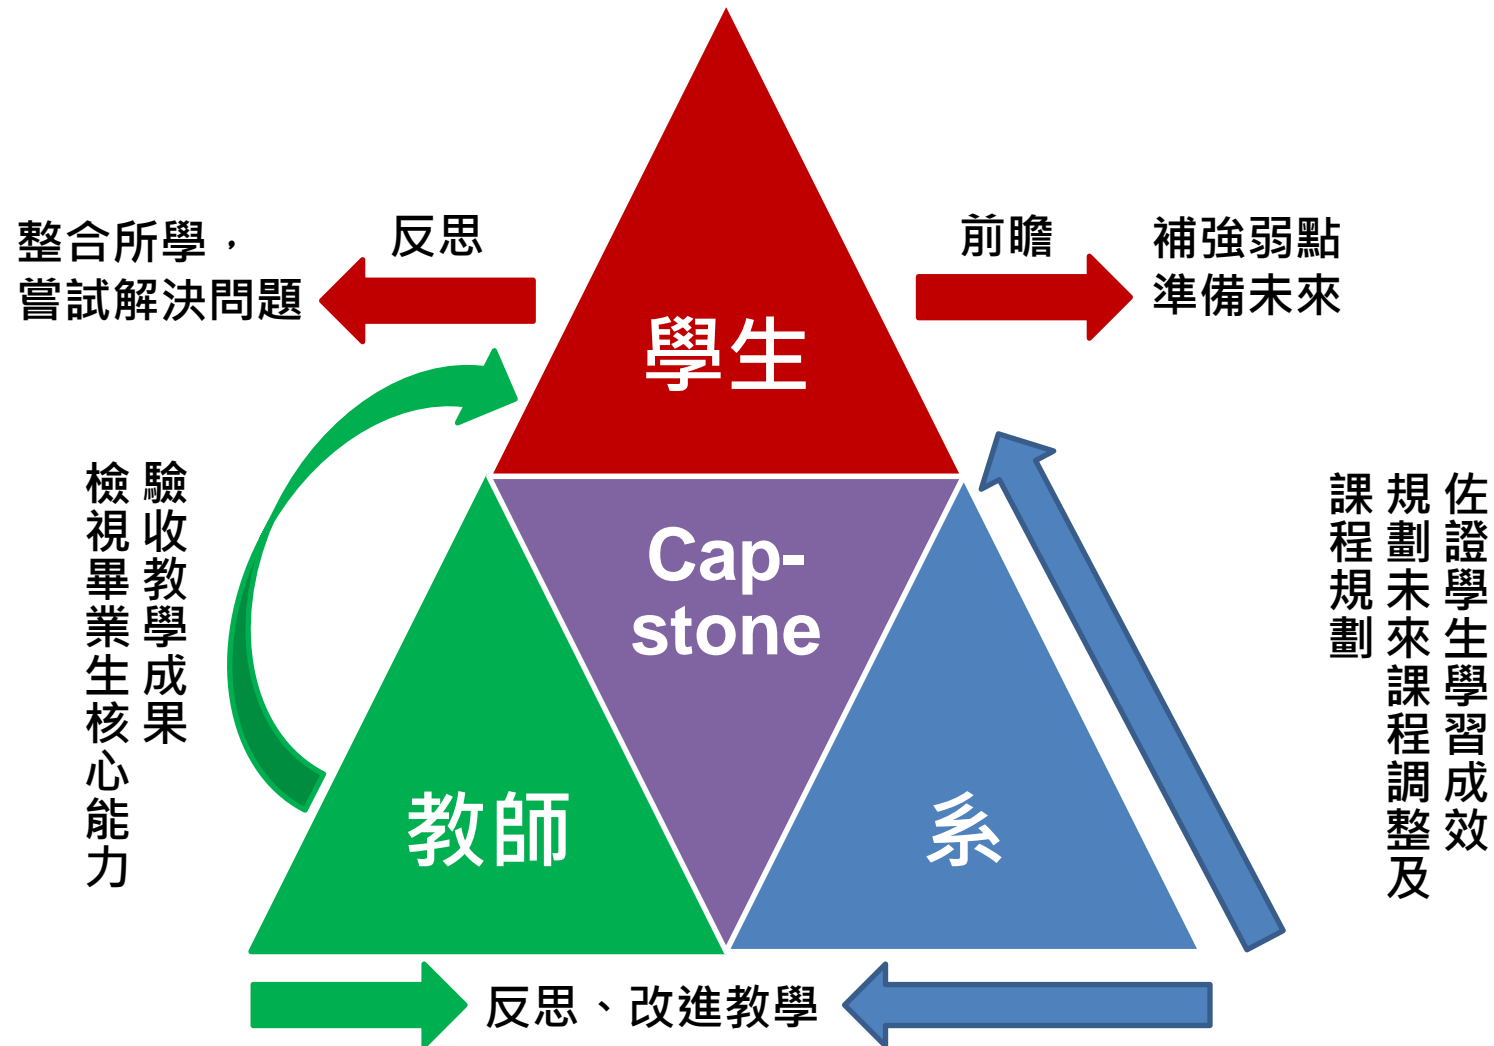 整合所學，
嘗試解決問題
反思
前瞻
補強弱點
準備未來
學生
驗收教學成果
檢視畢業生核心能力
Cap-
stone
佐證學生學習成效
規劃未來課程調整及
課程規劃
教師
系
反思、改進教學